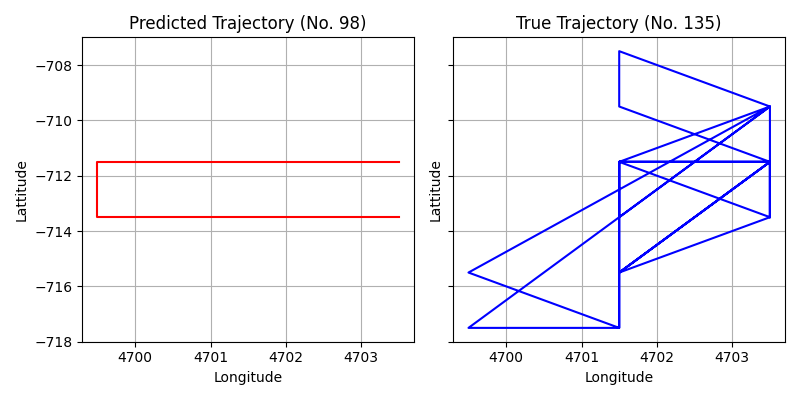 Predicted Trajectory (No. 98)
True Trajectory (No. 135)
−708
−710
−712
−714
−716
−718
Lattitude
Lattitude
4700
4701
4702
4703
4700
4701
4702
4703
Longitude
Longitude